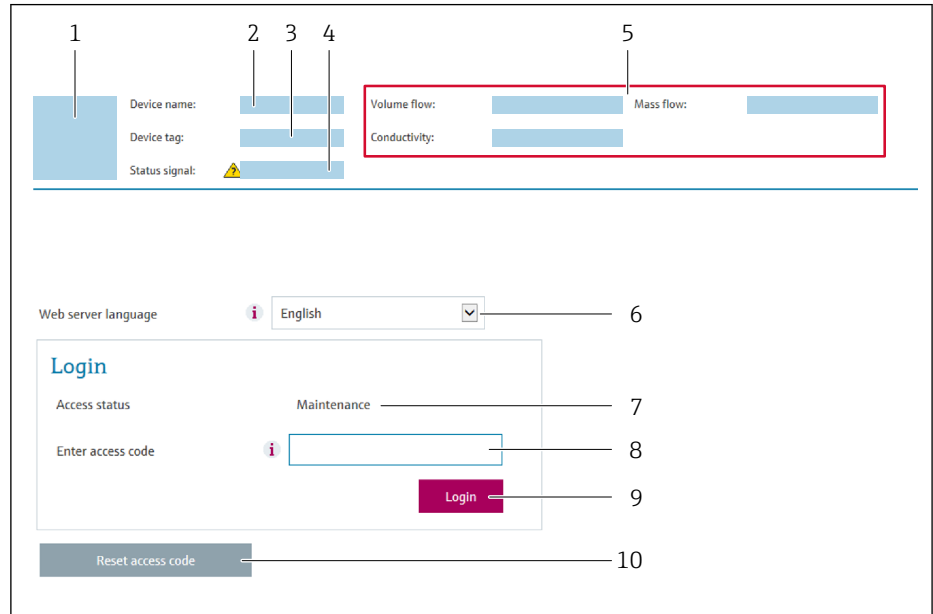 1 2 3 4 5
Device name: Volume flow: Mass flow:
Device tag: Conductivity:
Status signal: ?
Web server language i English 6
Login
Access status Maintenance 7
Enter access code i 8
Login 9
Reset access code 10